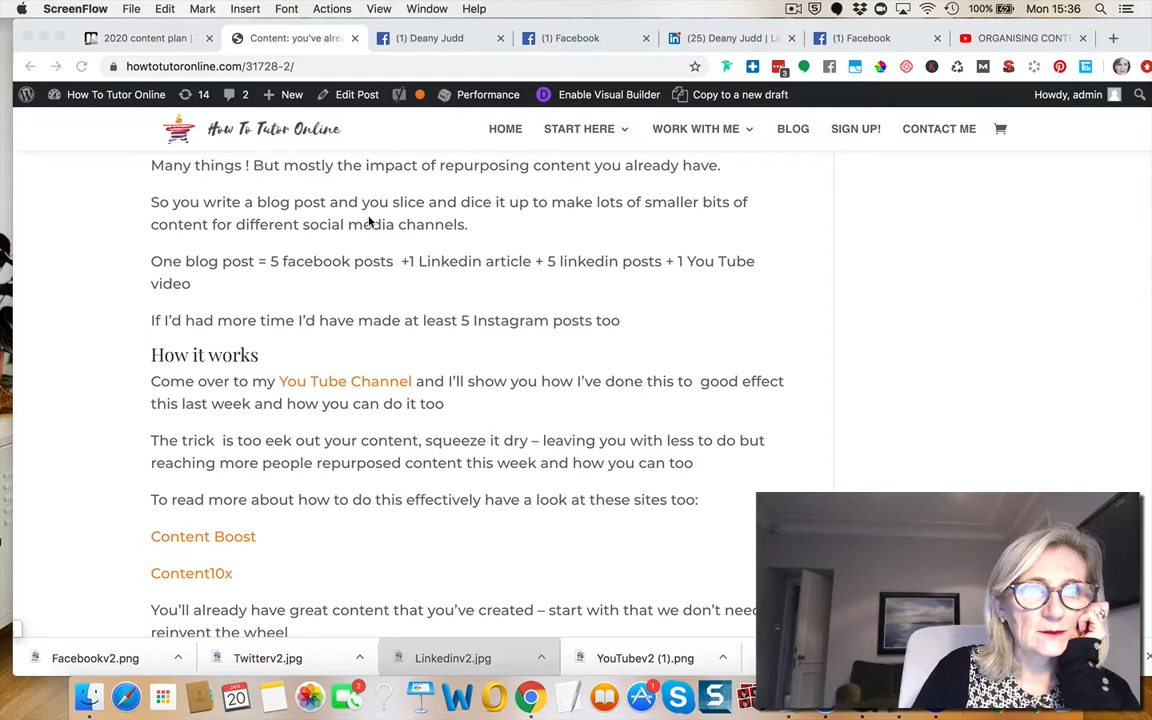 ScreenFlow File Edit Mark Insert Font Actions View Window Help 100% Mon 15:36
2020 content plan | Content: you've alrea (1) Deany Judd (1) Facebook (25) Deany Judd | Lin (1) Facebook ORGANISING CONTE
howtotutoronline.com/31728-2/
3
How To Tutor Online 14 2 New Edit Post Performance Enable Visual Builder Copy to a new draft Howdy, admin
How To Tutor Online HOME START HERE WORK WITH ME BLOG SIGN UP! CONTACT ME
Many things ! But mostly the impact of repurposing content you already have.
So you write a blog post and you slice and dice it up to make lots of smaller bits of
content for different social media channels.
One blog post = 5 facebook posts +1 Linkedin article + 5 linkedin posts + 1 You Tube
video
If I'd had more time I'd have made at least 5 Instagram posts too
How it works
Come over to my You Tube Channel and I'll show you how I've done this to good effect
this last week and how you can do it too
The trick is too eek out your content, squeeze it dry – leaving you with less to do but
reaching more people repurposed content this week and how you can too
To read more about how to do this effectively have a look at these sites too:
Content Boost
Content10x
You'll already have great content that you've created – start with that we don't need
reinvent the wheel
Facebookv2.png Twitterv2.jpg Linkedinv2.jpg YouTubev2 (1).png
JAN
20
2
1